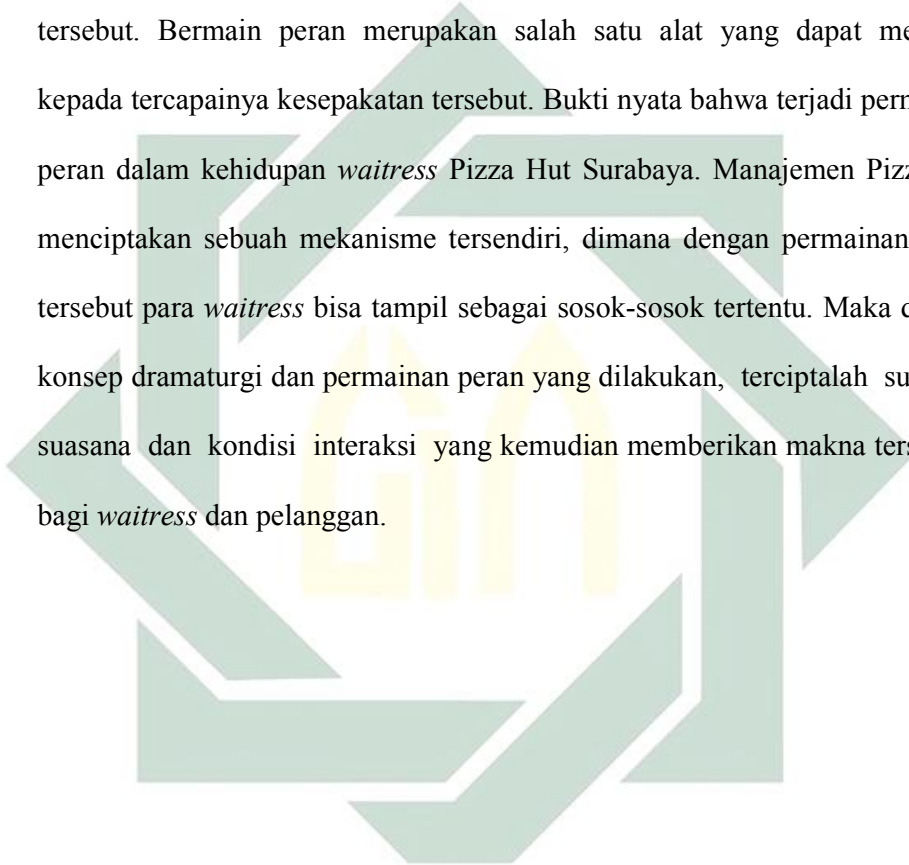 tersebut. Bermain peran merupakan salah satu alat yang dapat me
kepada tercapainya kesepakatan tersebut. Bukti nyata bahwa terjadi perm
peran dalam kehidupan waitress Pizza Hut Surabaya. Manajemen Pizz
menciptakan sebuah mekanisme tersendiri, dimana dengan permainan
tersebut para waitress bisa tampil sebagai sosok-sosok tertentu. Maka d
konsep dramaturgi dan permainan peran yang dilakukan, terciptalah su
suasana dan kondisi interaksi yang kemudian memberikan makna ters
bagi waitress dan pelanggan.